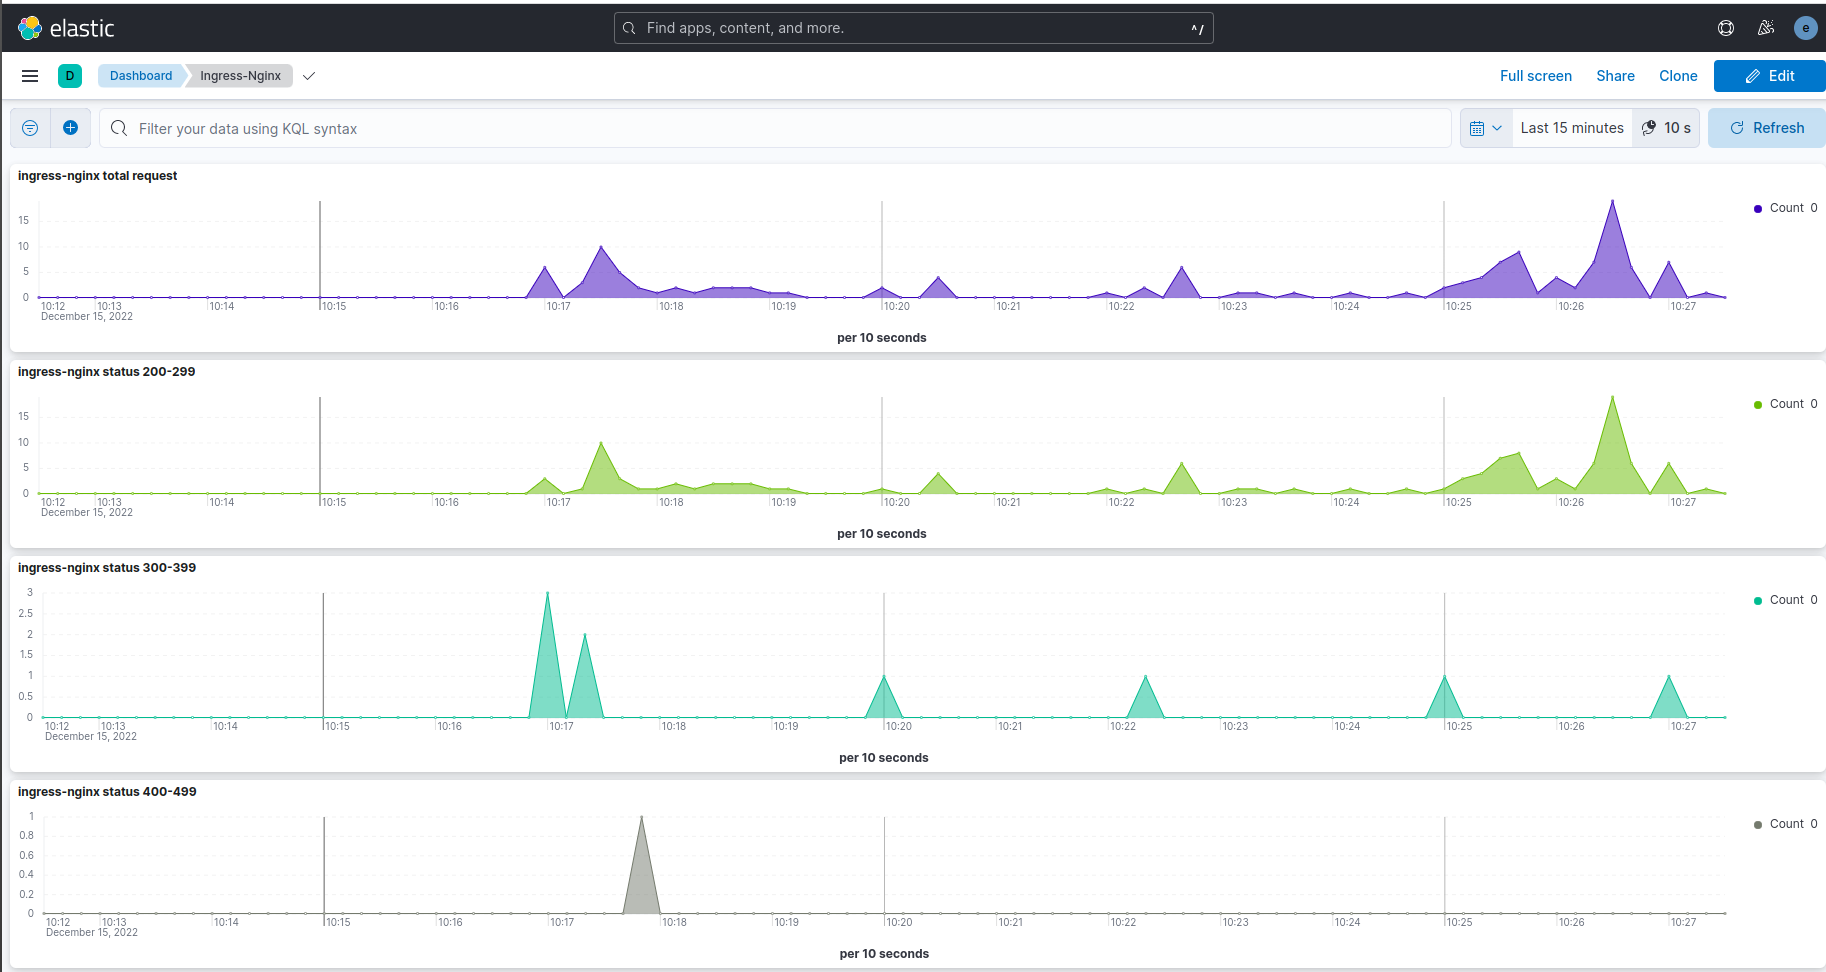 elastic
Find apps, content, and more.
^/
e
D
Dashboard
Ingress-Nginx
Full screen
Share
Clone
Edit
Filter your data using KQL syntax
Last 15 minutes
10 s
Refresh
ingress-nginx total request
15
10
5
0
10:12 10:13 10:14 10:15 10:16 10:17 10:18 10:19 10:20 10:21 10:22 10:23 10:24 10:25 10:26 10:27
December 15, 2022
per 10 seconds
Count 0
ingress-nginx status 200-299
15
10
5
0
10:12 10:13 10:14 10:15 10:16 10:17 10:18 10:19 10:20 10:21 10:22 10:23 10:24 10:25 10:26 10:27
December 15, 2022
per 10 seconds
Count 0
ingress-nginx status 300-399
3
2.5
2
1.5
1
0.5
0
10:12 10:13 10:14 10:15 10:16 10:17 10:18 10:19 10:20 10:21 10:22 10:23 10:24 10:25 10:26 10:27
December 15, 2022
per 10 seconds
Count 0
ingress-nginx status 400-499
1
0.8
0.6
0.4
0.2
0
10:12 10:13 10:14 10:15 10:16 10:17 10:18 10:19 10:20 10:21 10:22 10:23 10:24 10:25 10:26 10:27
December 15, 2022
per 10 seconds
Count 0